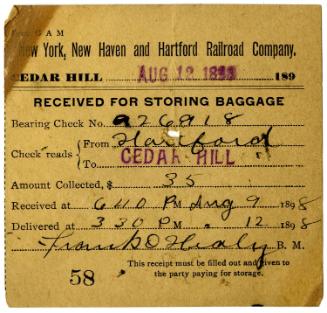 Form G A M
New York, New Haven and Hartford Railroad Company.
CEDAR HILL AUG 12 1898 189
RECEIVED FOR STORING BAGGAGE
Bearing Check No. 926818
Check reads { From Hartford
To CEDAR HILL
Amount Collected, $ 35
Received at 640 PM Aug 9 1898
Delivered at 330 PM " 12 1898
Frank O Healy B. M.
58 This receipt must be filled out and given to
the party paying for storage.